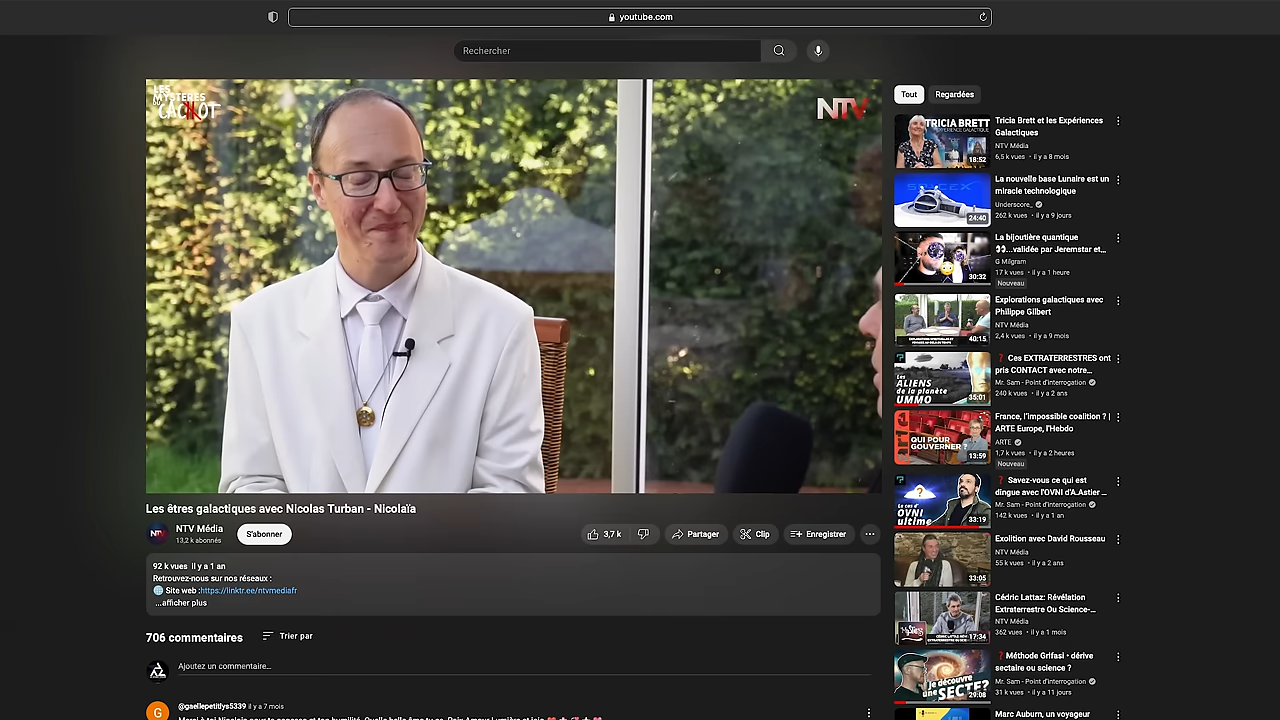 youtube.com
Rechercher
LES
MYSTÈRES
DU
CACHOT
NTV
Les êtres galactiques avec Nicolas Turban - Nicolaïa
NTV
NTV Média
13,2 k abonnés
S'abonner
3,7 k
Partager
Clip
Enregistrer
92 k vues il y a 1 an
Retrouvez-nous sur nos réseaux :
Site web :https://linktr.ee/ntvmediafr
...afficher plus
706 commentaires
Trier par
Ajoutez un commentaire...
G
@gaellepetitlys5339 il y a 7 mois
Tout
Regardées
TRICIA BRETT
18:52
Tricia Brett et les Expériences
Galactiques
NTV Média
6,5 k vues • il y a 8 mois
SPACEX
24:40
La nouvelle base Lunaire est un
miracle technologique
Underscore_
262 k vues • il y a 9 jours
30:32
La bijoutière quantique
👀...validée par Jeremstar et...
G Milgram
17 k vues • il y a 1 heure
Nouveau
40:15
Explorations galactiques avec
Philippe Gilbert
NTV Média
2,4 k vues • il y a 9 mois
Les
ALIENS
de la planète
UMMO
35:01
❓ Ces EXTRATERRESTRES ont
pris CONTACT avec notre...
Mr. Sam - Point d'interrogation
240 k vues • il y a 2 ans
arte
QUI POUR
GOUVERNER ?
13:59
France, l'impossible coalition ? |
ARTE Europe, l'Hebdo
ARTE
1,7 k vues • il y a 2 heures
Nouveau
Le cas d'
OVNI
ultime
33:19
❓ Savez-vous ce qui est
dingue avec l'OVNI d'A.Astier ...
Mr. Sam - Point d'interrogation
142 k vues • il y a 1 an
33:05
Exolition avec David Rousseau
NTV Média
55 k vues • il y a 2 ans
17:34
Cédric Lattaz: Révélation
Extraterrestre Ou Science-...
NTV Média
362 vues • il y a 1 mois
je découvre
une SECTE?
29:08
❓Méthode Grifasi • dérive
sectaire ou science ?
Mr. Sam - Point d'interrogation
31 k vues • il y a 11 jours
Marc Auburn, un voyageur